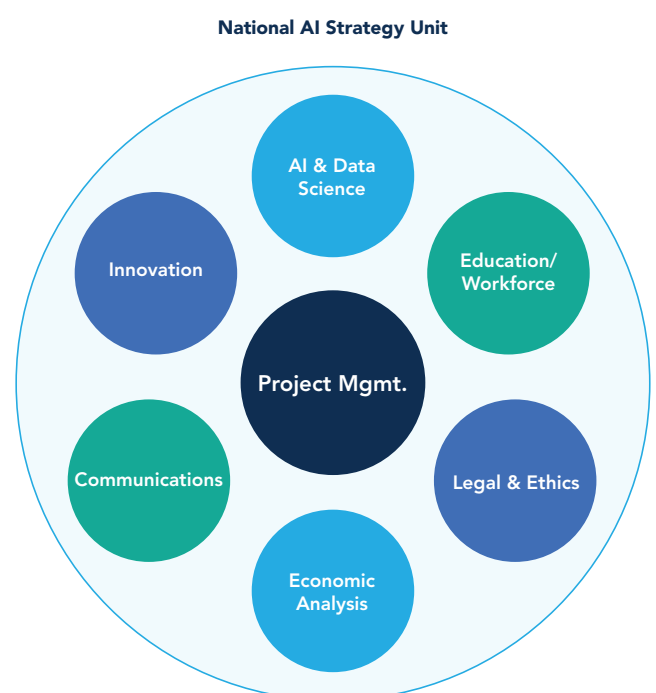 National AI Strategy Unit
AI & Data
Science
Innovation
Education/
Workforce
Project Mgmt.
Communications
Legal & Ethics
Economic
Analysis